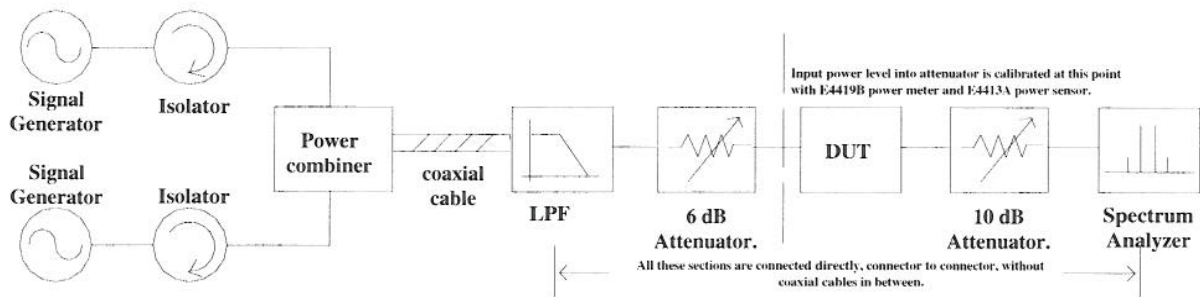 Signal
Generator
Isolator
Signal
Generator
Isolator
Power
combiner
coaxial
cable
LPF
6 dB
Attenuator.
Input power level into attenuator is calibrated at this point
with E4419B power meter and E4413A power sensor.
DUT
10 dB
Attenuator.
Spectrum
Analyzer
All these sections are connected directly, connector to connector, without
coaxial cables in between.